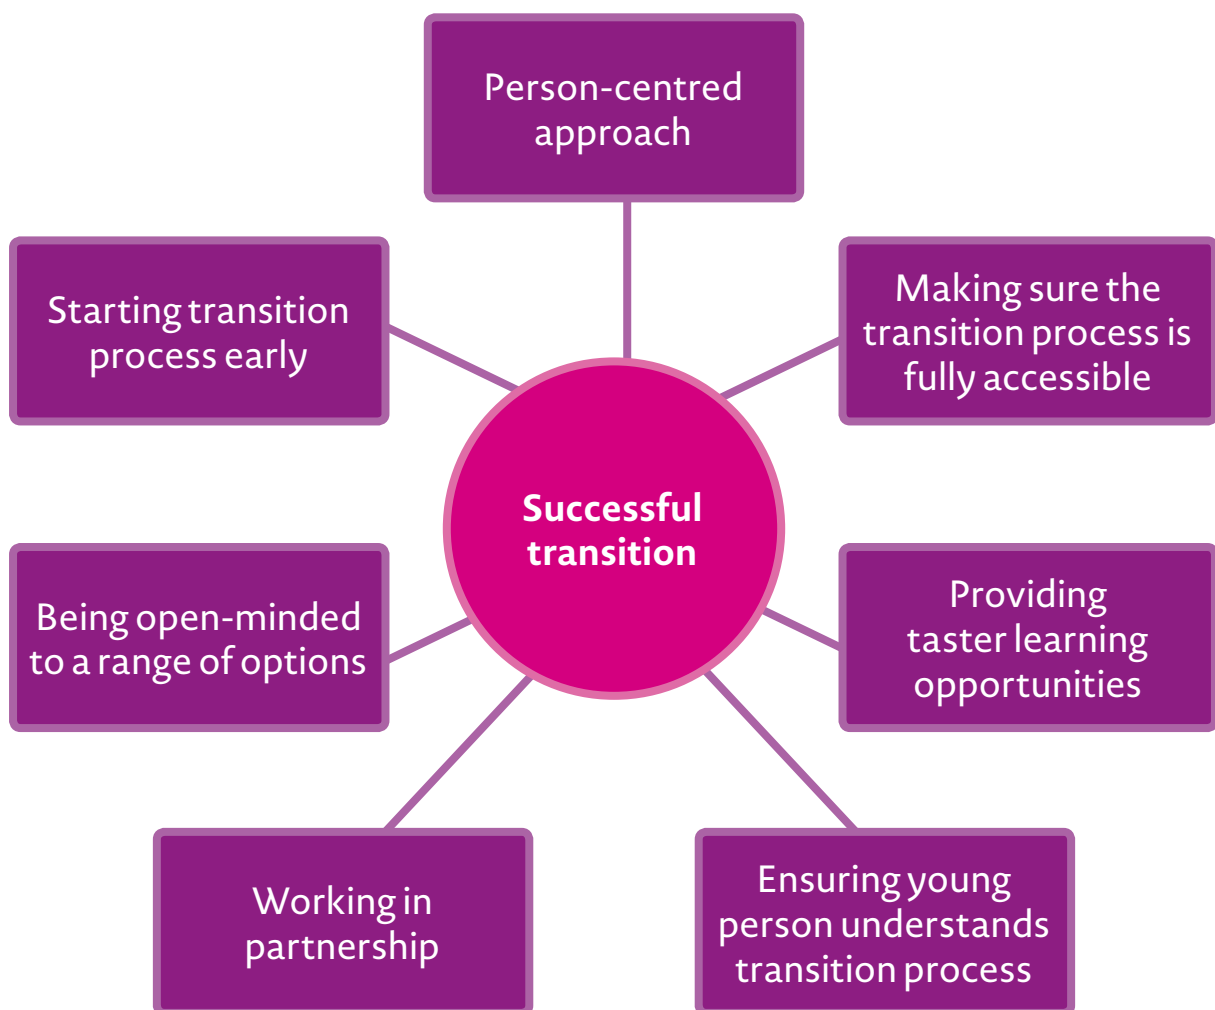 Person-centred
approach
Starting transition
process early
Making sure the
transition process is
fully accessible
Successful
transition
Being open-minded
to a range of options
Providing
taster learning
opportunities
Working in
partnership
Ensuring young
person understands
transition process